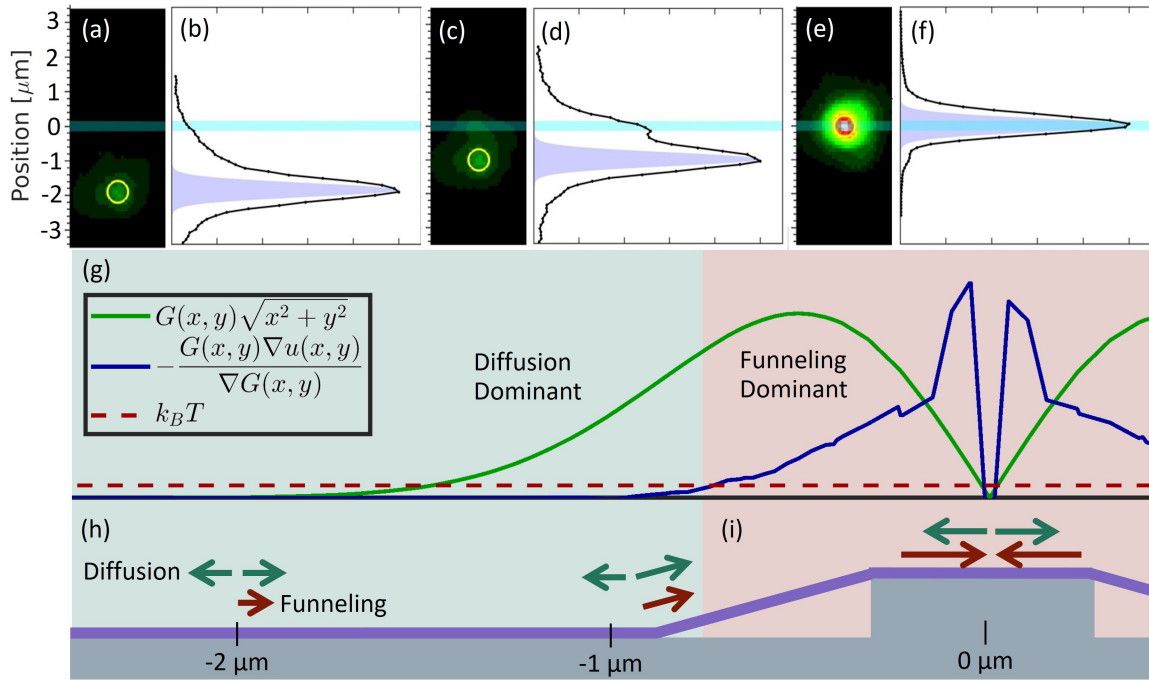 (a)
(b)
(c)
(d)
(e)
(f)
Position [μm]
3
2
1
0
-1
-2
-3
(g)
G(x, y)√x² + y²
− G(x, y)∇u(x, y) / ∇G(x, y)
k_BT
Diffusion
Dominant
Funneling
Dominant
(h)
(i)
Diffusion
Funneling
-2 μm
-1 μm
0 μm